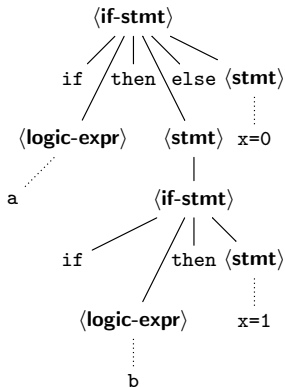 ⟨if-stmt⟩
if then else ⟨stmt⟩
⟨logic-expr⟩ ⟨stmt⟩ x=0
a ⟨if-stmt⟩
if then ⟨stmt⟩
⟨logic-expr⟩ x=1
b